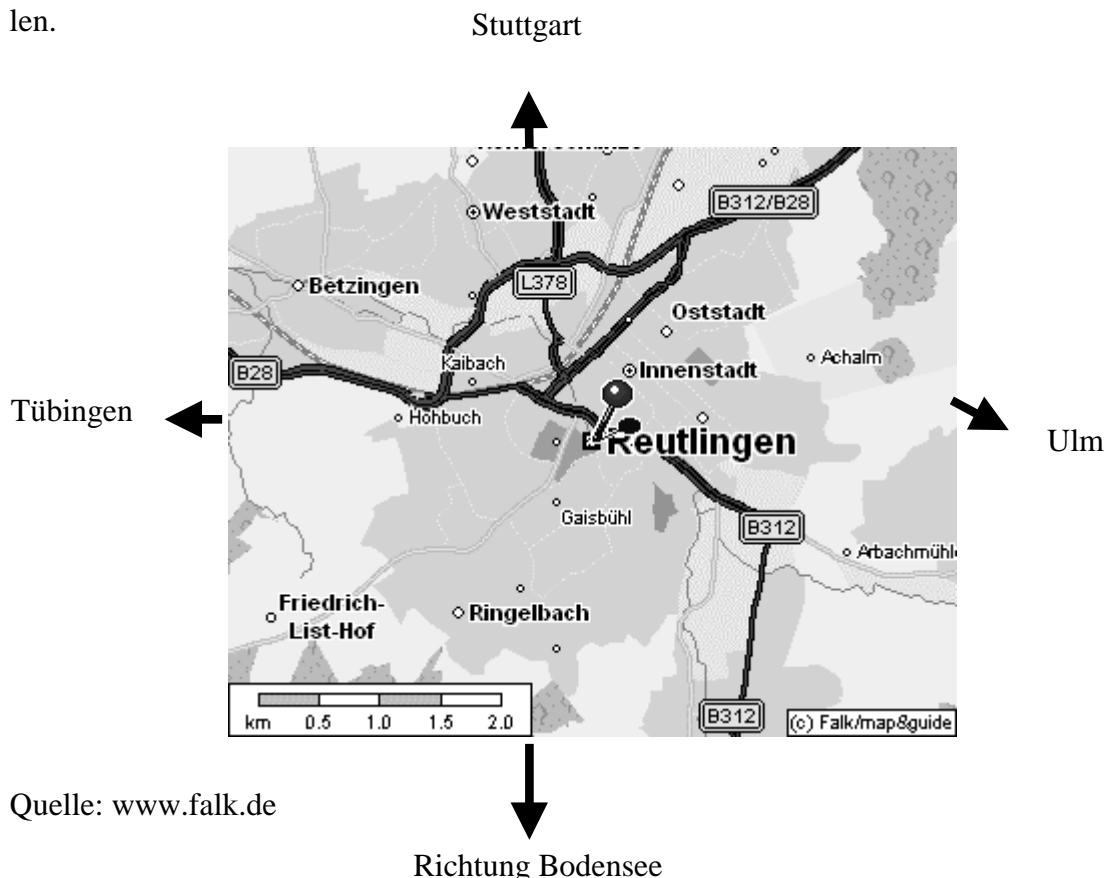 len.
Stuttgart
B312/B28
Weststadt
L378
Betzingen
Oststadt
Kaibach
Achalm
B28
Innenstadt
Tübingen
Hohbuch
Reutlingen
Ulm
Gaisbühl
B312
Arbachmühl
Friedrich-
List-Hof
Ringelbach
km 0.5 1.0 1.5 2.0
B312
(c) Falk/map&guide
Quelle: www.falk.de
Richtung Bodensee